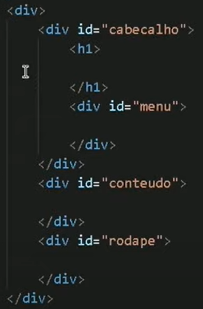 <div>
<div id="cabecalho">
<h1>
</h1>
<div id="menu">
</div>
</div>
<div id="conteudo">
</div>
<div id="rodape">
</div>
</div>